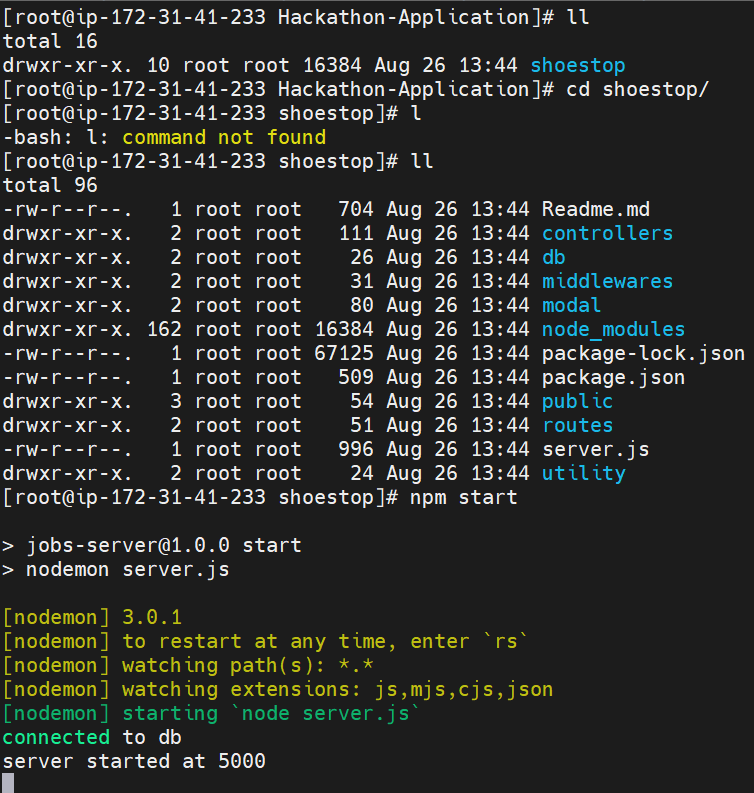 [root@ip-172-31-41-233 Hackathon-Application]# ll
total 16
drwxr-xr-x. 10 root root 16384 Aug 26 13:44 shoestop
[root@ip-172-31-41-233 Hackathon-Application]# cd shoestop/
[root@ip-172-31-41-233 shoestop]# l
-bash: l: command not found
[root@ip-172-31-41-233 shoestop]# ll
total 96
-rw-r--r--.   1 root root   704 Aug 26 13:44 Readme.md
drwxr-xr-x.   2 root root   111 Aug 26 13:44 controllers
drwxr-xr-x.   2 root root    26 Aug 26 13:44 db
drwxr-xr-x.   2 root root    31 Aug 26 13:44 middlewares
drwxr-xr-x.   2 root root    80 Aug 26 13:44 modal
drwxr-xr-x. 162 root root 16384 Aug 26 13:44 node_modules
-rw-r--r--.   1 root root 67125 Aug 26 13:44 package-lock.json
-rw-r--r--.   1 root root   509 Aug 26 13:44 package.json
drwxr-xr-x.   3 root root    54 Aug 26 13:44 public
drwxr-xr-x.   2 root root    51 Aug 26 13:44 routes
-rw-r--r--.   1 root root   996 Aug 26 13:44 server.js
drwxr-xr-x.   2 root root    24 Aug 26 13:44 utility
[root@ip-172-31-41-233 shoestop]# npm start

> jobs-server@1.0.0 start
> nodemon server.js

[nodemon] 3.0.1
[nodemon] to restart at any time, enter `rs`
[nodemon] watching path(s): *.*
[nodemon] watching extensions: js,mjs,cjs,json
[nodemon] starting `node server.js`
connected to db
server started at 5000